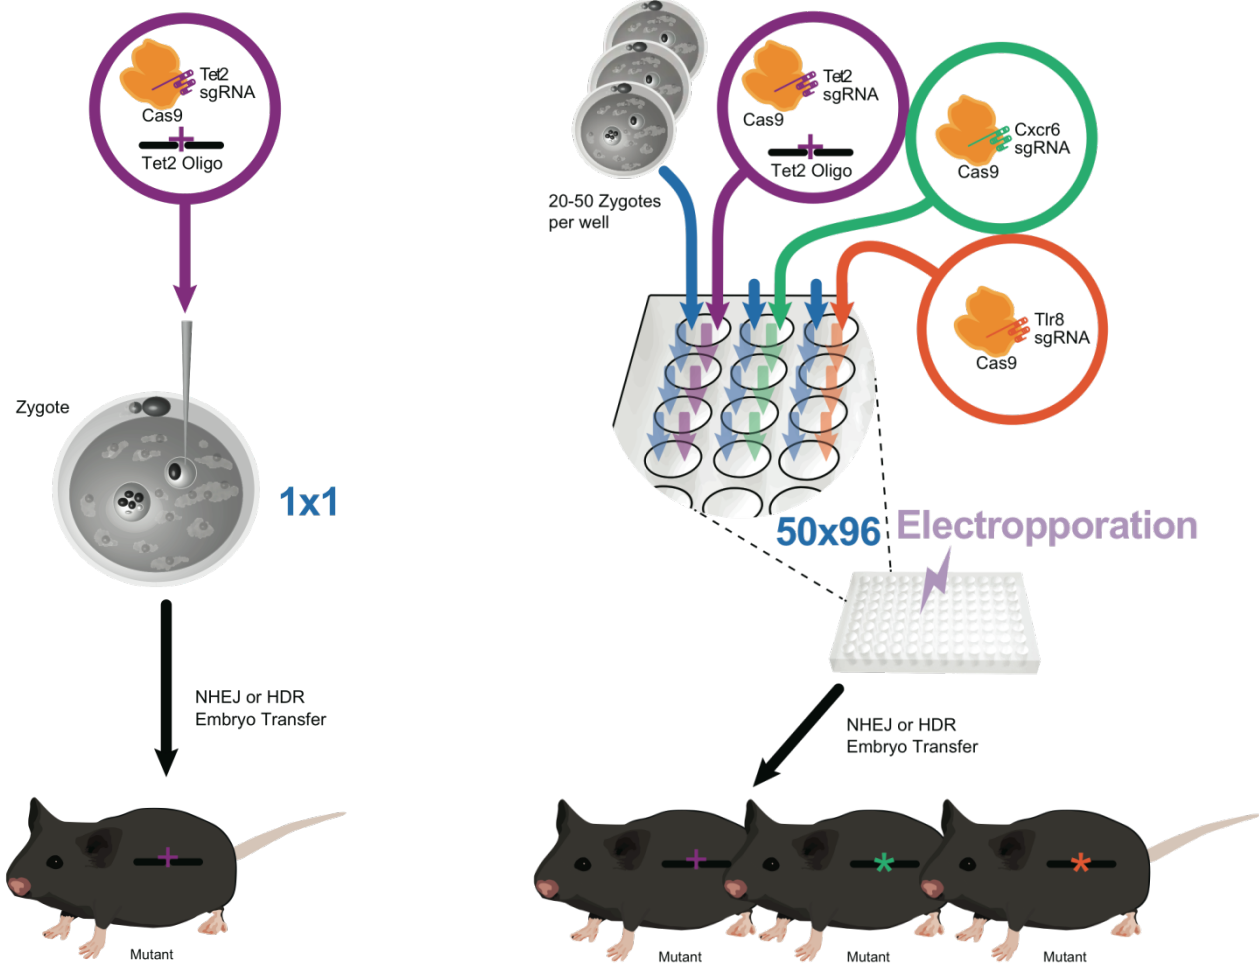 Tet2
sgRNA
Cas9
Tet2 Oligo
Zygote
1x1
NHEJ or HDR
Embryo Transfer
Mutant
20-50 Zygotes
per well
Tet2
sgRNA
Cas9
Tet2 Oligo
Cxcr6
sgRNA
Cas9
Tlr8
sgRNA
Cas9
50x96
Electropporation
NHEJ or HDR
Embryo Transfer
Mutant
Mutant
Mutant